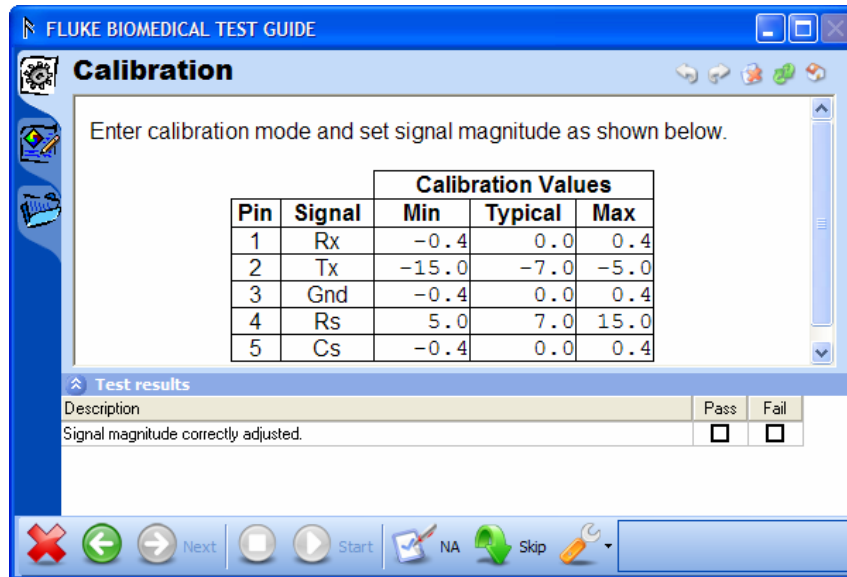 FLUKE BIOMEDICAL TEST GUIDE
Calibration
Enter calibration mode and set signal magnitude as shown below.
Calibration Values
Pin Signal Min Typical Max
1 Rx -0.4 0.0 0.4
2 Tx -15.0 -7.0 -5.0
3 Gnd -0.4 0.0 0.4
4 Rs 5.0 7.0 15.0
5 Cs -0.4 0.0 0.4
Test results
Description Pass Fail
Signal magnitude correctly adjusted.
Next Start NA Skip